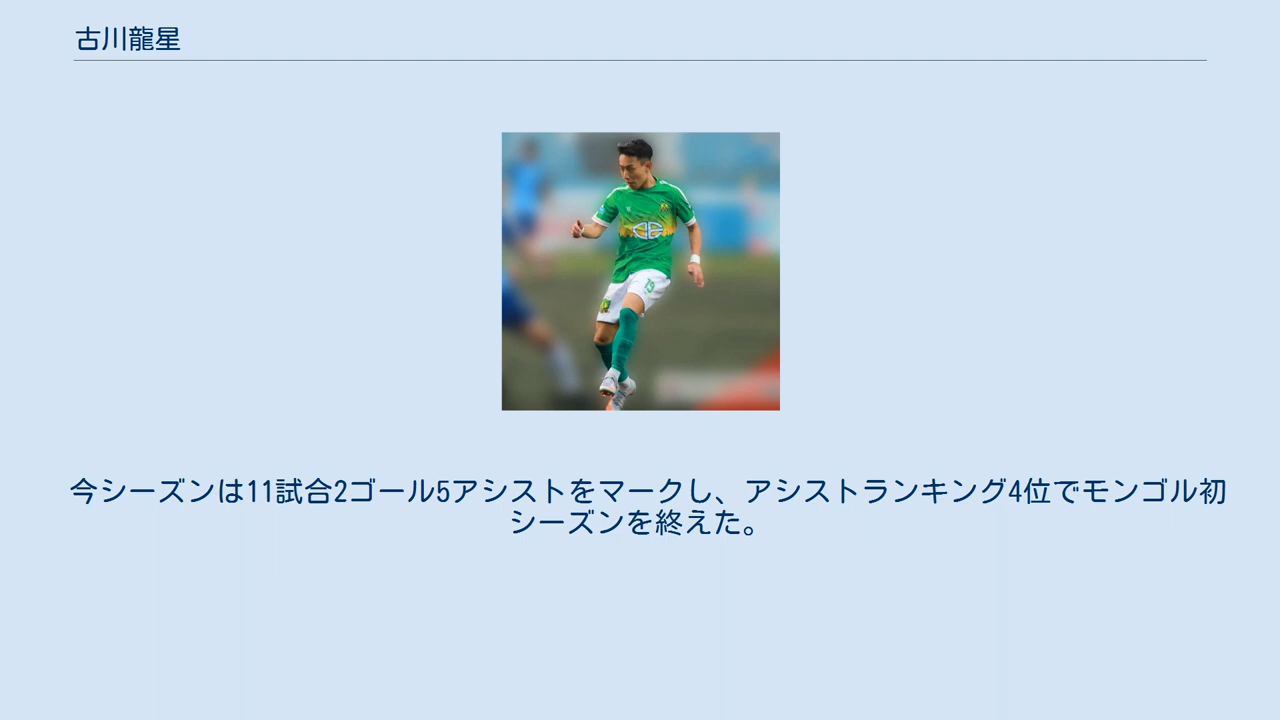 古川龍星
19
今シーズンは11試合2ゴール5アシストをマークし、アシストランキング4位でモンゴル初
シーズンを終えた。